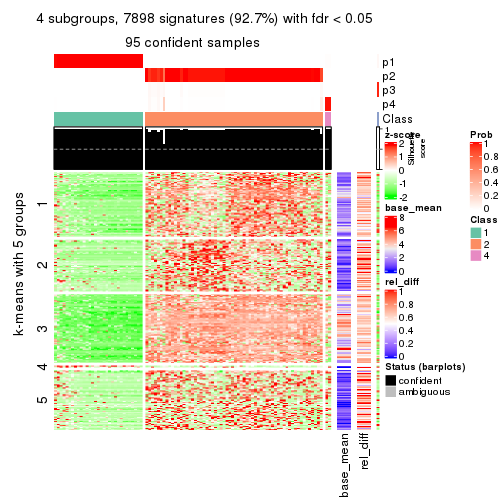 4 subgroups, 7898 signatures (92.7%) with fdr < 0.05
95 confident samples
p1
p2
p3
p4
Class
1
Silhouette
score
k-means with 5 groups
1
2
3
4
5
base_mean
rel_diff
z-score
2
1
0
-1
-2
base_mean
8
6
4
2
0
rel_diff
1
0.8
0.6
0.4
0.2
0
Status (barplots)
confident
ambiguous
Prob
1
0.8
0.6
0.4
0.2
0
Class
1
2
4